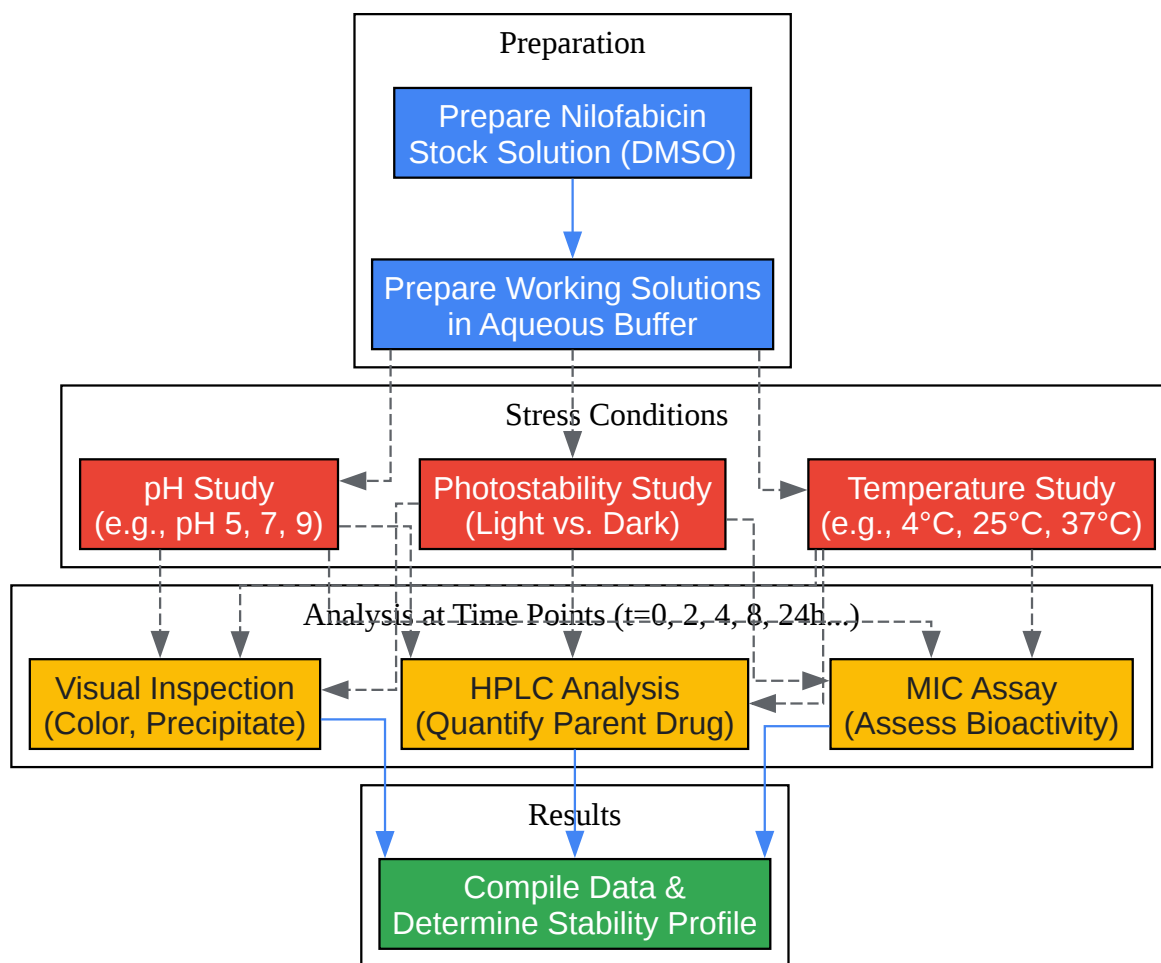 Preparation
Prepare Nilofabicin
Stock Solution (DMSO)
Prepare Working Solutions
in Aqueous Buffer
Stress Conditions
pH Study
(e.g., pH 5, 7, 9)
Photostability Study
(Light vs. Dark)
Temperature Study
(e.g., 4°C, 25°C, 37°C)
Analysis at Time Points (t=0, 2, 4, 8, 24h...)
Visual Inspection
(Color, Precipitate)
HPLC Analysis
(Quantify Parent Drug)
MIC Assay
(Assess Bioactivity)
Results
Compile Data &
Determine Stability Profile